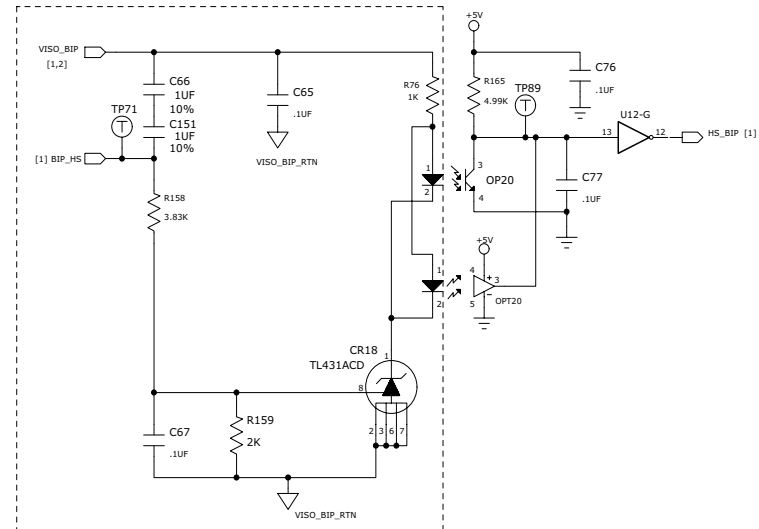 +5V
VISO_BIP
[1,2]
C66
1UF
10%
TP71
C151
1UF
10%
[1] BIP_HS
C65
.1UF
VISO_BIP_RTN
R76
1K
R165
4.99K
TP89
C76
.1UF
U12-G
13
12
HS_BIP [1]
R158
3.83K
1
2
3
4
OP20
C77
.1UF
+5V
1
2
4
3
5
OPT20
CR18
TL431ACD
1
8
2
3
6
7
C67
.1UF
R159
2K
VISO_BIP_RTN